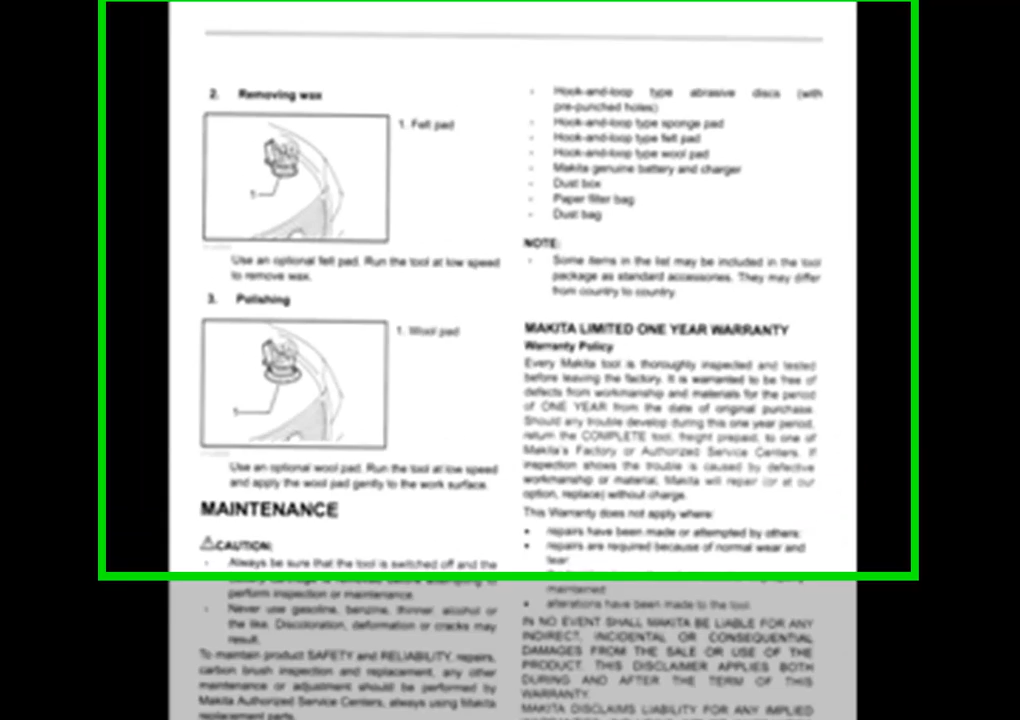 2. Removing wax
1. Felt pad
1
Use an optional felt pad. Run the tool at low speed
to remove wax.
3. Polishing
1. Wool pad
1
Use an optional wool pad. Run the tool at low speed
and apply the wool pad gently to the work surface.
MAINTENANCE
⚠CAUTION:
- Always be sure that the tool is switched off and the
perform inspection or maintenance.
- Never use gasoline, benzine, thinner, alcohol or
the like. Discoloration, deformation or cracks may
result.
To maintain product SAFETY and RELIABILITY, repairs,
carbon brush inspection and replacement, any other
maintenance or adjustment should be performed by
Makita Authorized Service Centers, always using Makita
replacement parts.
- Hook-and-loop type abrasive discs (with
pre-punched holes)
- Hook-and-loop type sponge pad
- Hook-and-loop type felt pad
- Hook-and-loop type wool pad
- Makita genuine battery and charger
- Dust box
- Paper filter bag
- Dust bag
NOTE:
- Some items in the list may be included in the tool
package as standard accessories. They may differ
from country to country.
MAKITA LIMITED ONE YEAR WARRANTY
Warranty Policy
Every Makita tool is thoroughly inspected and tested
before leaving the factory. It is warranted to be free of
defects from workmanship and materials for the period
of ONE YEAR from the date of original purchase.
Should any trouble develop during this one year period,
return the COMPLETE tool, freight prepaid, to one of
Makita's Factory or Authorized Service Centers. If
inspection shows the trouble is caused by defective
workmanship or material, Makita will repair (or at our
option, replace) without charge.
This Warranty does not apply where:
• repairs have been made or attempted by others:
• repairs are required because of normal wear and
tear:
maintained:
• alterations have been made to the tool.
IN NO EVENT SHALL MAKITA BE LIABLE FOR ANY
INDIRECT, INCIDENTAL OR CONSEQUENTIAL
DAMAGES FROM THE SALE OR USE OF THE
PRODUCT. THIS DISCLAIMER APPLIES BOTH
DURING AND AFTER THE TERM OF THIS
WARRANTY.
MAKITA DISCLAIMS LIABILITY FOR ANY IMPLIED